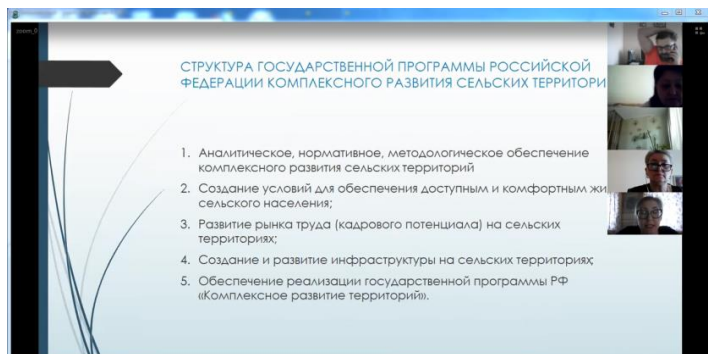 zoom_0
СТРУКТУРА ГОСУДАРСТВЕННОЙ ПРОГРАММЫ РОССИЙСКОЙ
ФЕДЕРАЦИИ КОМПЛЕКСНОГО РАЗВИТИЯ СЕЛЬСКИХ ТЕРРИТОРИ
1. Аналитическое, нормативное, методологическое обеспечение
комплексного развития сельских территорий
2. Создание условий для обеспечения доступным и комфортным жи
сельского населения;
3. Развитие рынка труда (кадрового потенциала) на сельских
территориях;
4. Создание и развитие инфраструктуры на сельских территориях;
5. Обеспечение реализации государственной программы РФ
«Комплексное развитие территорий».